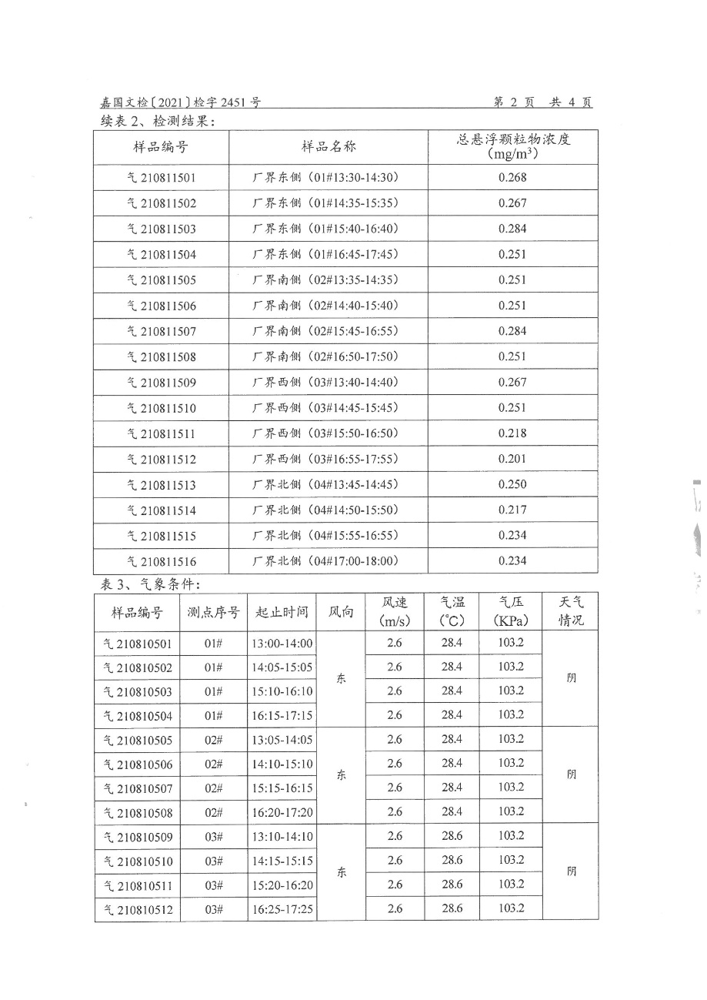 嘉国文检〔2021〕检字 2451 号 第 2 页 共 4 页
续表 2、检测结果：
样品编号 样品名称 总悬浮颗粒物浓度
（mg/m³）
气 210811501 厂界东侧（01#13:30-14:30） 0.268
气 210811502 厂界东侧（01#14:35-15:35） 0.267
气 210811503 厂界东侧（01#15:40-16:40） 0.284
气 210811504 厂界东侧（01#16:45-17:45） 0.251
气 210811505 厂界南侧（02#13:35-14:35） 0.251
气 210811506 厂界南侧（02#14:40-15:40） 0.251
气 210811507 厂界南侧（02#15:45-16:55） 0.284
气 210811508 厂界南侧（02#16:50-17:50） 0.251
气 210811509 厂界西侧（03#13:40-14:40） 0.267
气 210811510 厂界西侧（03#14:45-15:45） 0.251
气 210811511 厂界西侧（03#15:50-16:50） 0.218
气 210811512 厂界西侧（03#16:55-17:55） 0.201
气 210811513 厂界北侧（04#13:45-14:45） 0.250
气 210811514 厂界北侧（04#14:50-15:50） 0.217
气 210811515 厂界北侧（04#15:55-16:55） 0.234
气 210811516 厂界北侧（04#17:00-18:00） 0.234
表 3、气象条件：
样品编号 测点序号 起止时间 风向 风速 气温 气压 天气
（m/s） （℃） （KPa） 情况
气 210810501 01# 13:00-14:00 2.6 28.4 103.2
气 210810502 01# 14:05-15:05 2.6 28.4 103.2
东 阴
气 210810503 01# 15:10-16:10 2.6 28.4 103.2
气 210810504 01# 16:15-17:15 2.6 28.4 103.2
气 210810505 02# 13:05-14:05 2.6 28.4 103.2
气 210810506 02# 14:10-15:10 2.6 28.4 103.2
东 阴
气 210810507 02# 15:15-16:15 2.6 28.4 103.2
气 210810508 02# 16:20-17:20 2.6 28.4 103.2
气 210810509 03# 13:10-14:10 2.6 28.6 103.2
气 210810510 03# 14:15-15:15 2.6 28.6 103.2
东 阴
气 210810511 03# 15:20-16:20 2.6 28.6 103.2
气 210810512 03# 16:25-17:25 2.6 28.6 103.2